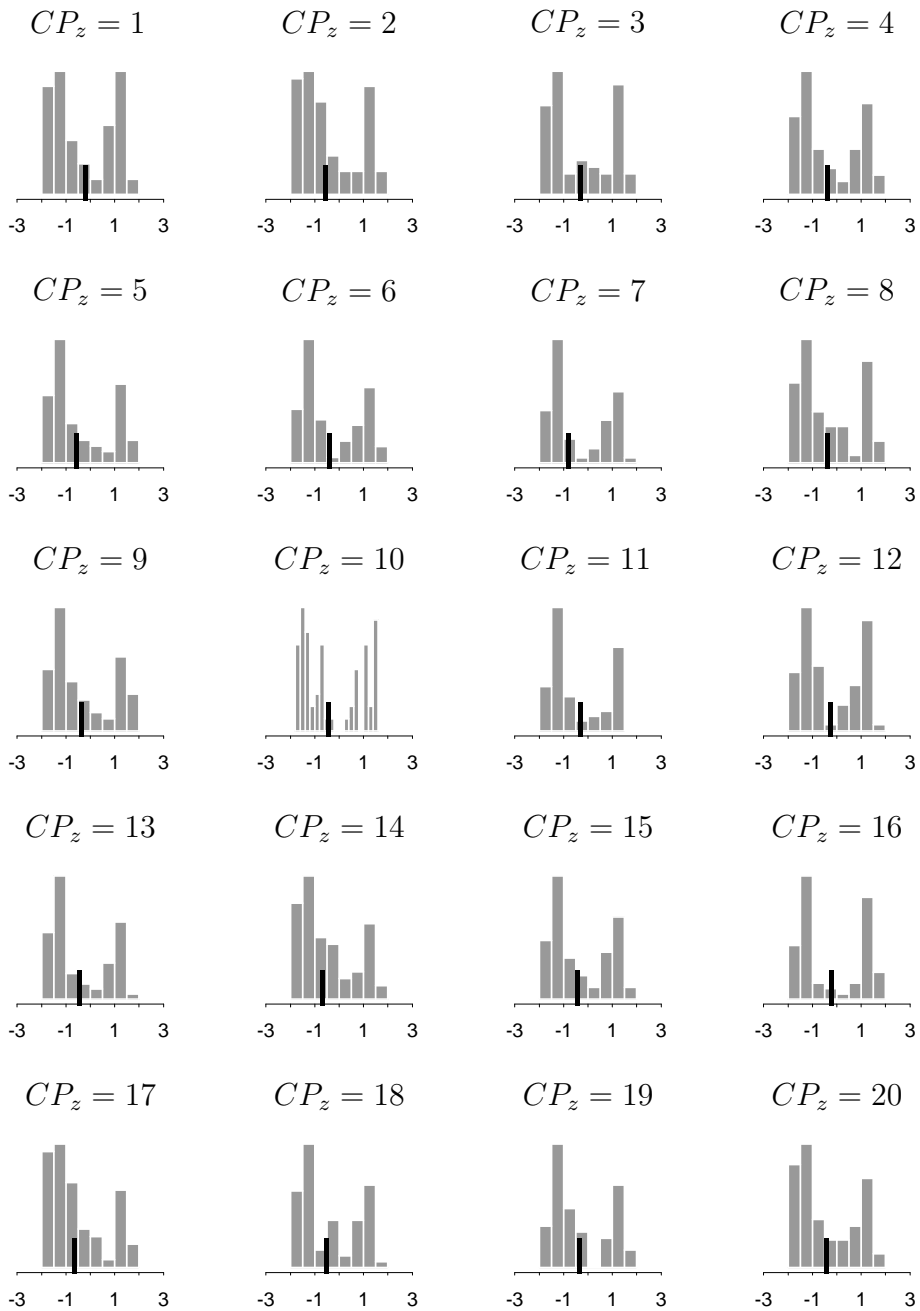 CP_z = 1 CP_z = 2 CP_z = 3 CP_z = 4
-3 -1 1 3 -3 -1 1 3 -3 -1 1 3 -3 -1 1 3
CP_z = 5 CP_z = 6 CP_z = 7 CP_z = 8
-3 -1 1 3 -3 -1 1 3 -3 -1 1 3 -3 -1 1 3
CP_z = 9 CP_z = 10 CP_z = 11 CP_z = 12
-3 -1 1 3 -3 -1 1 3 -3 -1 1 3 -3 -1 1 3
CP_z = 13 CP_z = 14 CP_z = 15 CP_z = 16
-3 -1 1 3 -3 -1 1 3 -3 -1 1 3 -3 -1 1 3
CP_z = 17 CP_z = 18 CP_z = 19 CP_z = 20
-3 -1 1 3 -3 -1 1 3 -3 -1 1 3 -3 -1 1 3